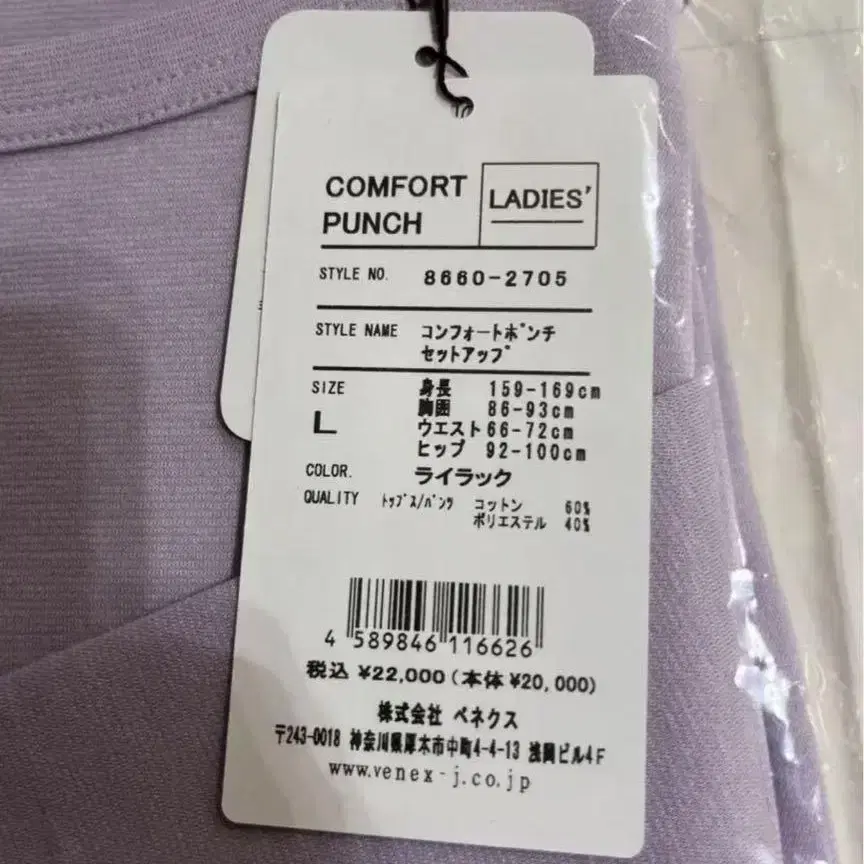 COMFORT
PUNCH
LADIES'
STYLE NO. 8660-2705
STYLE NAME コンフォートポンチ
セットアップ
SIZE 身長 159-169cm
L 胸囲 86-93cm
ウエスト66-72cm
ヒップ 92-100cm
COLOR. ライラック
QUALITY トップス/パンツ コットン 60%
ポリエステル 40%
4 589846 116626
税込 ¥22,000(本体 ¥20,000)
株式会社 ベネクス
〒243-0018 神奈川県厚木市中町4-4-13 浅岡ビル4F
www.venex-j.co.jp